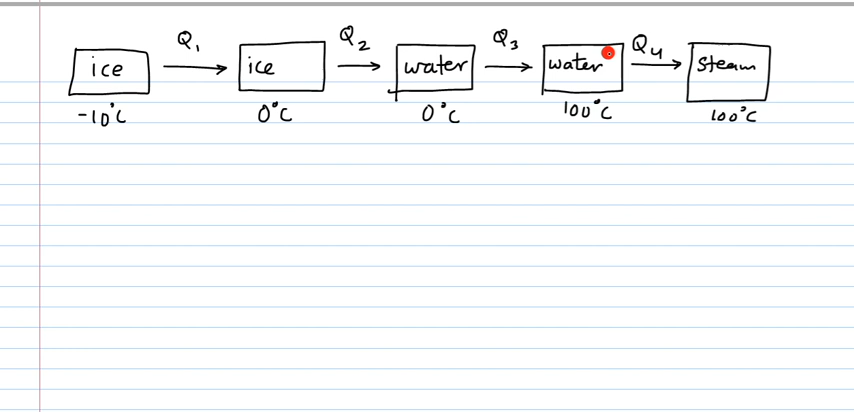 Q1 Q2 Q3 Q4
ice ice water water steam
-10°C 0°C 0°C 100°C 100°C